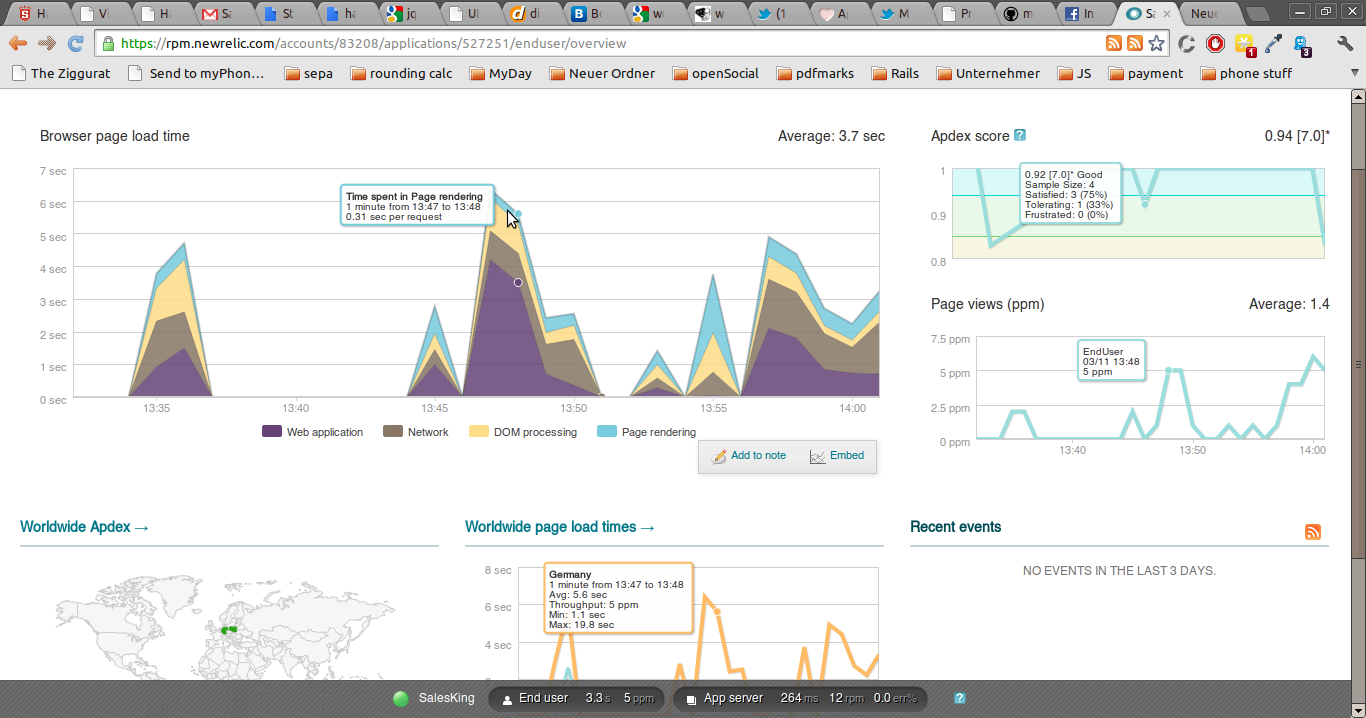 H
Vi
H
Sa
St
ha
jq
UI
di
Be
w
w
(1
A
M
Pr
m
In
Sa
Neue
https://rpm.newrelic.com/accounts/83208/applications/527251/enduser/overview
1
3
The Ziggurat
Send to myPhon...
sepa
rounding calc
MyDay
Neuer Ordner
openSocial
pdfmarks
Rails
Unternehmer
JS
payment
phone stuff
Browser page load time
Average: 3.7 sec
7 sec
6 sec
5 sec
4 sec
3 sec
2 sec
1 sec
0 sec
Time spent in Page rendering
1 minute from 13:47 to 13:48
0.31 sec per request
13:35
13:40
13:45
13:50
13:55
14:00
Web application
Network
DOM processing
Page rendering
Add to note
Embed
Apdex score ?
0.94 [7.0]*
1
0.9
0.8
0.92 [7.0]* Good
Sample Size: 4
Satisfied: 3 (75%)
Tolerating: 1 (33%)
Frustrated: 0 (0%)
Page views (ppm)
Average: 1.4
7.5 ppm
5 ppm
2.5 ppm
0 ppm
EndUser
03/11 13:48
5 ppm
13:40
13:50
14:00
Worldwide Apdex →
Worldwide page load times →
8 sec
6 sec
4 sec
Germany
1 minute from 13:47 to 13:48
Avg: 5.6 sec
Throughput: 5 ppm
Min: 1.1 sec
Max: 19.8 sec
Recent events
NO EVENTS IN THE LAST 3 DAYS.
SalesKing
End user 3.3 s 5 ppm
App server 264 ms 12 rpm 0.0 err%
?